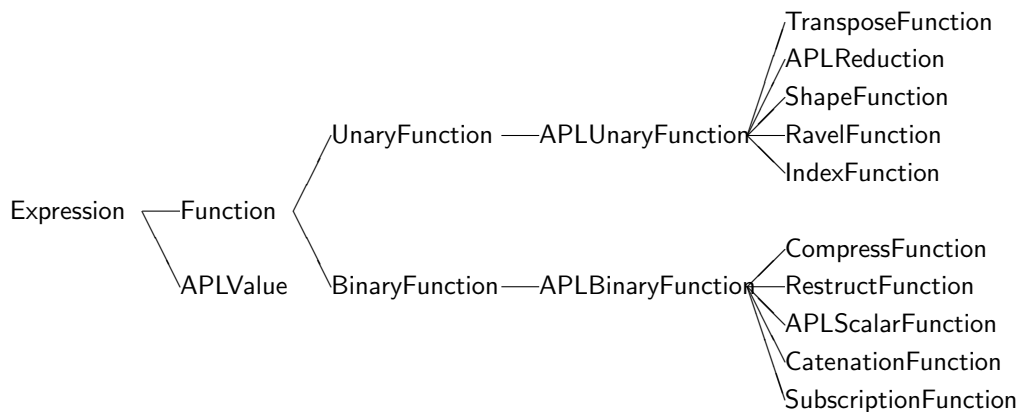 TransposeFunction
APLReduction
ShapeFunction
UnaryFunction APLUnaryFunction RavelFunction
IndexFunction
Expression Function
CompressFunction
APLValue BinaryFunction APLBinaryFunction RestructFunction
APLScalarFunction
CatenationFunction
SubscriptionFunction